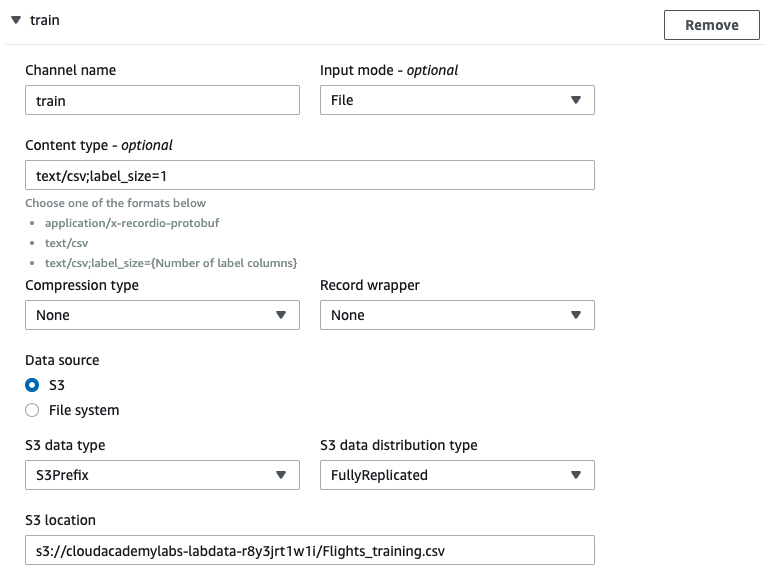 train
Remove
Channel name
Input mode - optional
train
File
Content type - optional
text/csv;label_size=1
Choose one of the formats below
• application/x-recordio-protobuf
• text/csv
• text/csv;label_size={Number of label columns}
Compression type
Record wrapper
None
None
Data source
S3
File system
S3 data type
S3 data distribution type
S3Prefix
FullyReplicated
S3 location
s3://cloudacademylabs-labdata-r8y3jrt1w1i/Flights_training.csv